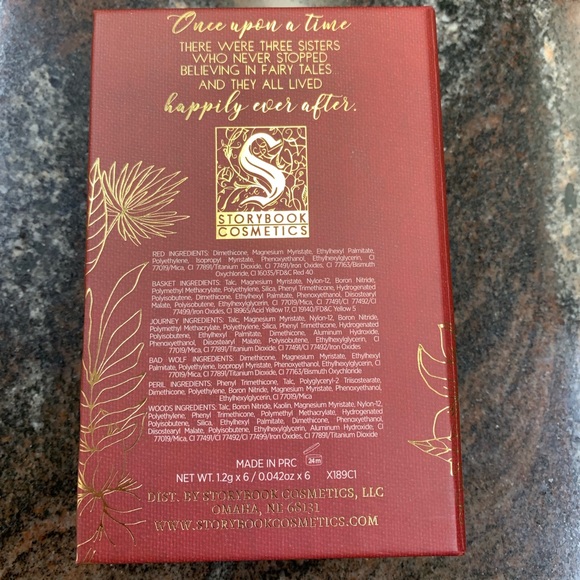 Once upon a time
THERE WERE THREE SISTERS
WHO NEVER STOPPED
BELIEVING IN FAIRY TALES
AND THEY ALL LIVED
happily ever after.
S
STORYBOOK
COSMETICS
RED INGREDIENTS: Dimethicone, Magnesium Myristate, Ethylhexyl Palmitate,
Polyethylene, Isopropyl Myristate, Phenoxyethanol, Ethylhexylglycerin, CI
77019/Mica, CI 77891/Titanium Dioxide, CI 77491/Iron Oxides, CI 77163/Bismuth
Oxychloride, CI 16035/FD&C Red 40
BASKET INGREDIENTS: Talc, Magnesium Myristate, Nylon-12, Boron Nitride,
Polymethyl Methacrylate, Polyethylene, Silica, Phenyl Trimethicone, Hydrogenated
Polyisobutene, Dimethicone, Ethylhexyl Palmitate, Phenoxyethanol, Diisostearyl
Malate, Polyisobutene, Ethylhexylglycerin, CI 77019/Mica, CI 77491/CI 77492/CI
77499/Iron Oxides, CI 18965/Acid Yellow 17, CI 19140/FD&C Yellow 5
JOURNEY INGREDIENTS: Talc, Magnesium Myristate, Nylon-12, Boron Nitride,
Polymethyl Methacrylate, Polyethylene, Silica, Phenyl Trimethicone, Hydrogenated
Polyisobutene, Ethylhexyl Palmitate, Dimethicone, Aluminum Hydroxide,
Phenoxyethanol, Diisostearyl Malate, Polyisobutene, Ethylhexylglycerin, CI
77019/Mica, CI 77891/Titanium Dioxide, CI 77491/CI 77492/Iron Oxides
BAD WOLF INGREDIENTS: Dimethicone, Magnesium Myristate, Ethylhexyl
Palmitate, Polyethylene, Isopropyl Myristate, Phenoxyethanol, Ethylhexylglycerin, CI
77019/Mica, CI 77891/Titanium Dioxide, CI 77163/Bismuth Oxychloride
PERIL INGREDIENTS: Phenyl Trimethicone, Talc, Polyglyceryl-2 Triisostearate,
Dimethicone, Polyethylene, Boron Nitride, Magnesium Myristate, Phenoxyethanol,
Ethylhexylglycerin, CI 77019/Mica
WOODS INGREDIENTS: Talc, Boron Nitride, Kaolin, Magnesium Myristate, Nylon-12,
Polyethylene, Phenyl Trimethicone, Polymethyl Methacrylate, Hydrogenated
Polyisobutene, Silica, Ethylhexyl Palmitate, Dimethicone, Phenoxyethanol,
Diisostearyl Malate, Polyisobutene, Ethylhexylglycerin, Aluminum Hydroxide, CI
77019/Mica, CI 77491/CI 77492/CI 77499/Iron Oxides, CI 77891/Titanium Dioxide
MADE IN PRC 24 m
NET WT. 1.2g x 6 / 0.042oz x 6 X189C1
DIST. BY STORYBOOK COSMETICS, LLC
OMAHA, NE 68131
WWW.STORYBOOKCOSMETICS.COM